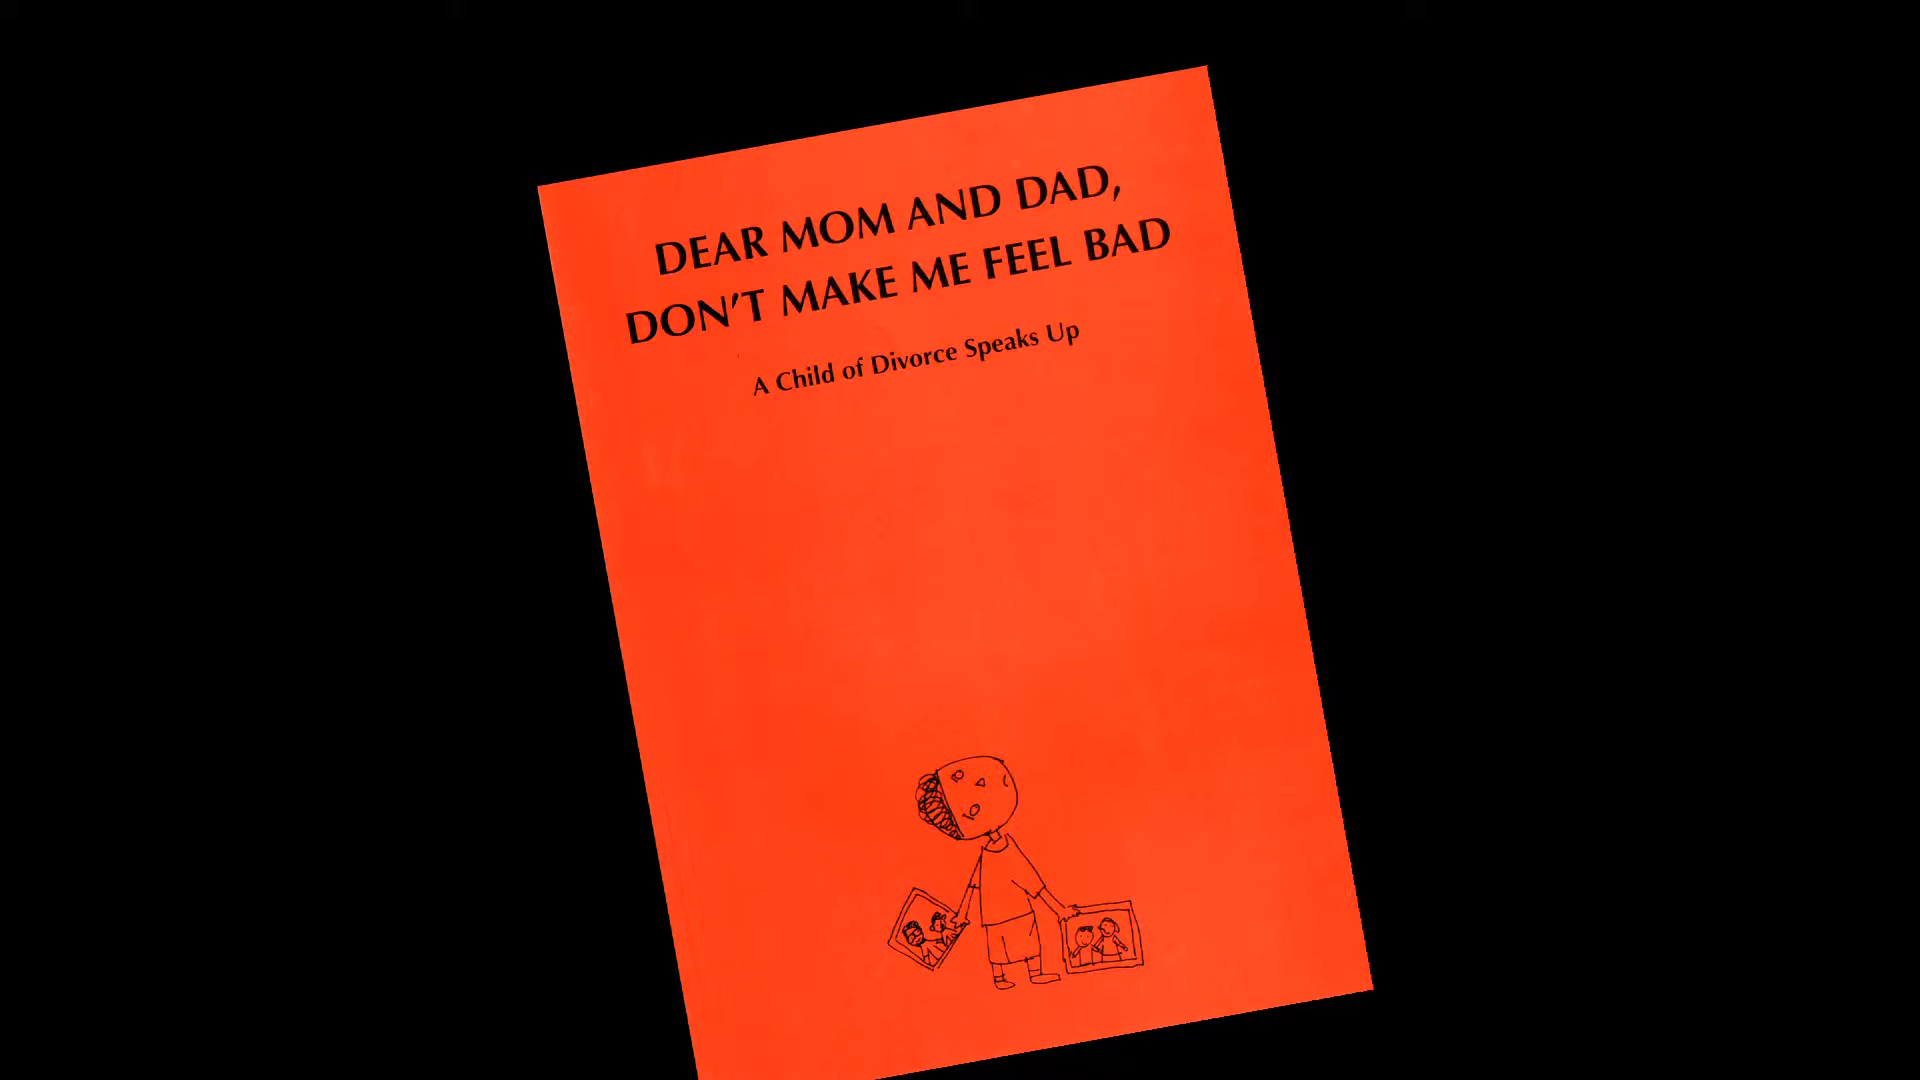 DEAR MOM AND DAD,
DON'T MAKE ME FEEL BAD
A Child of Divorce Speaks Up